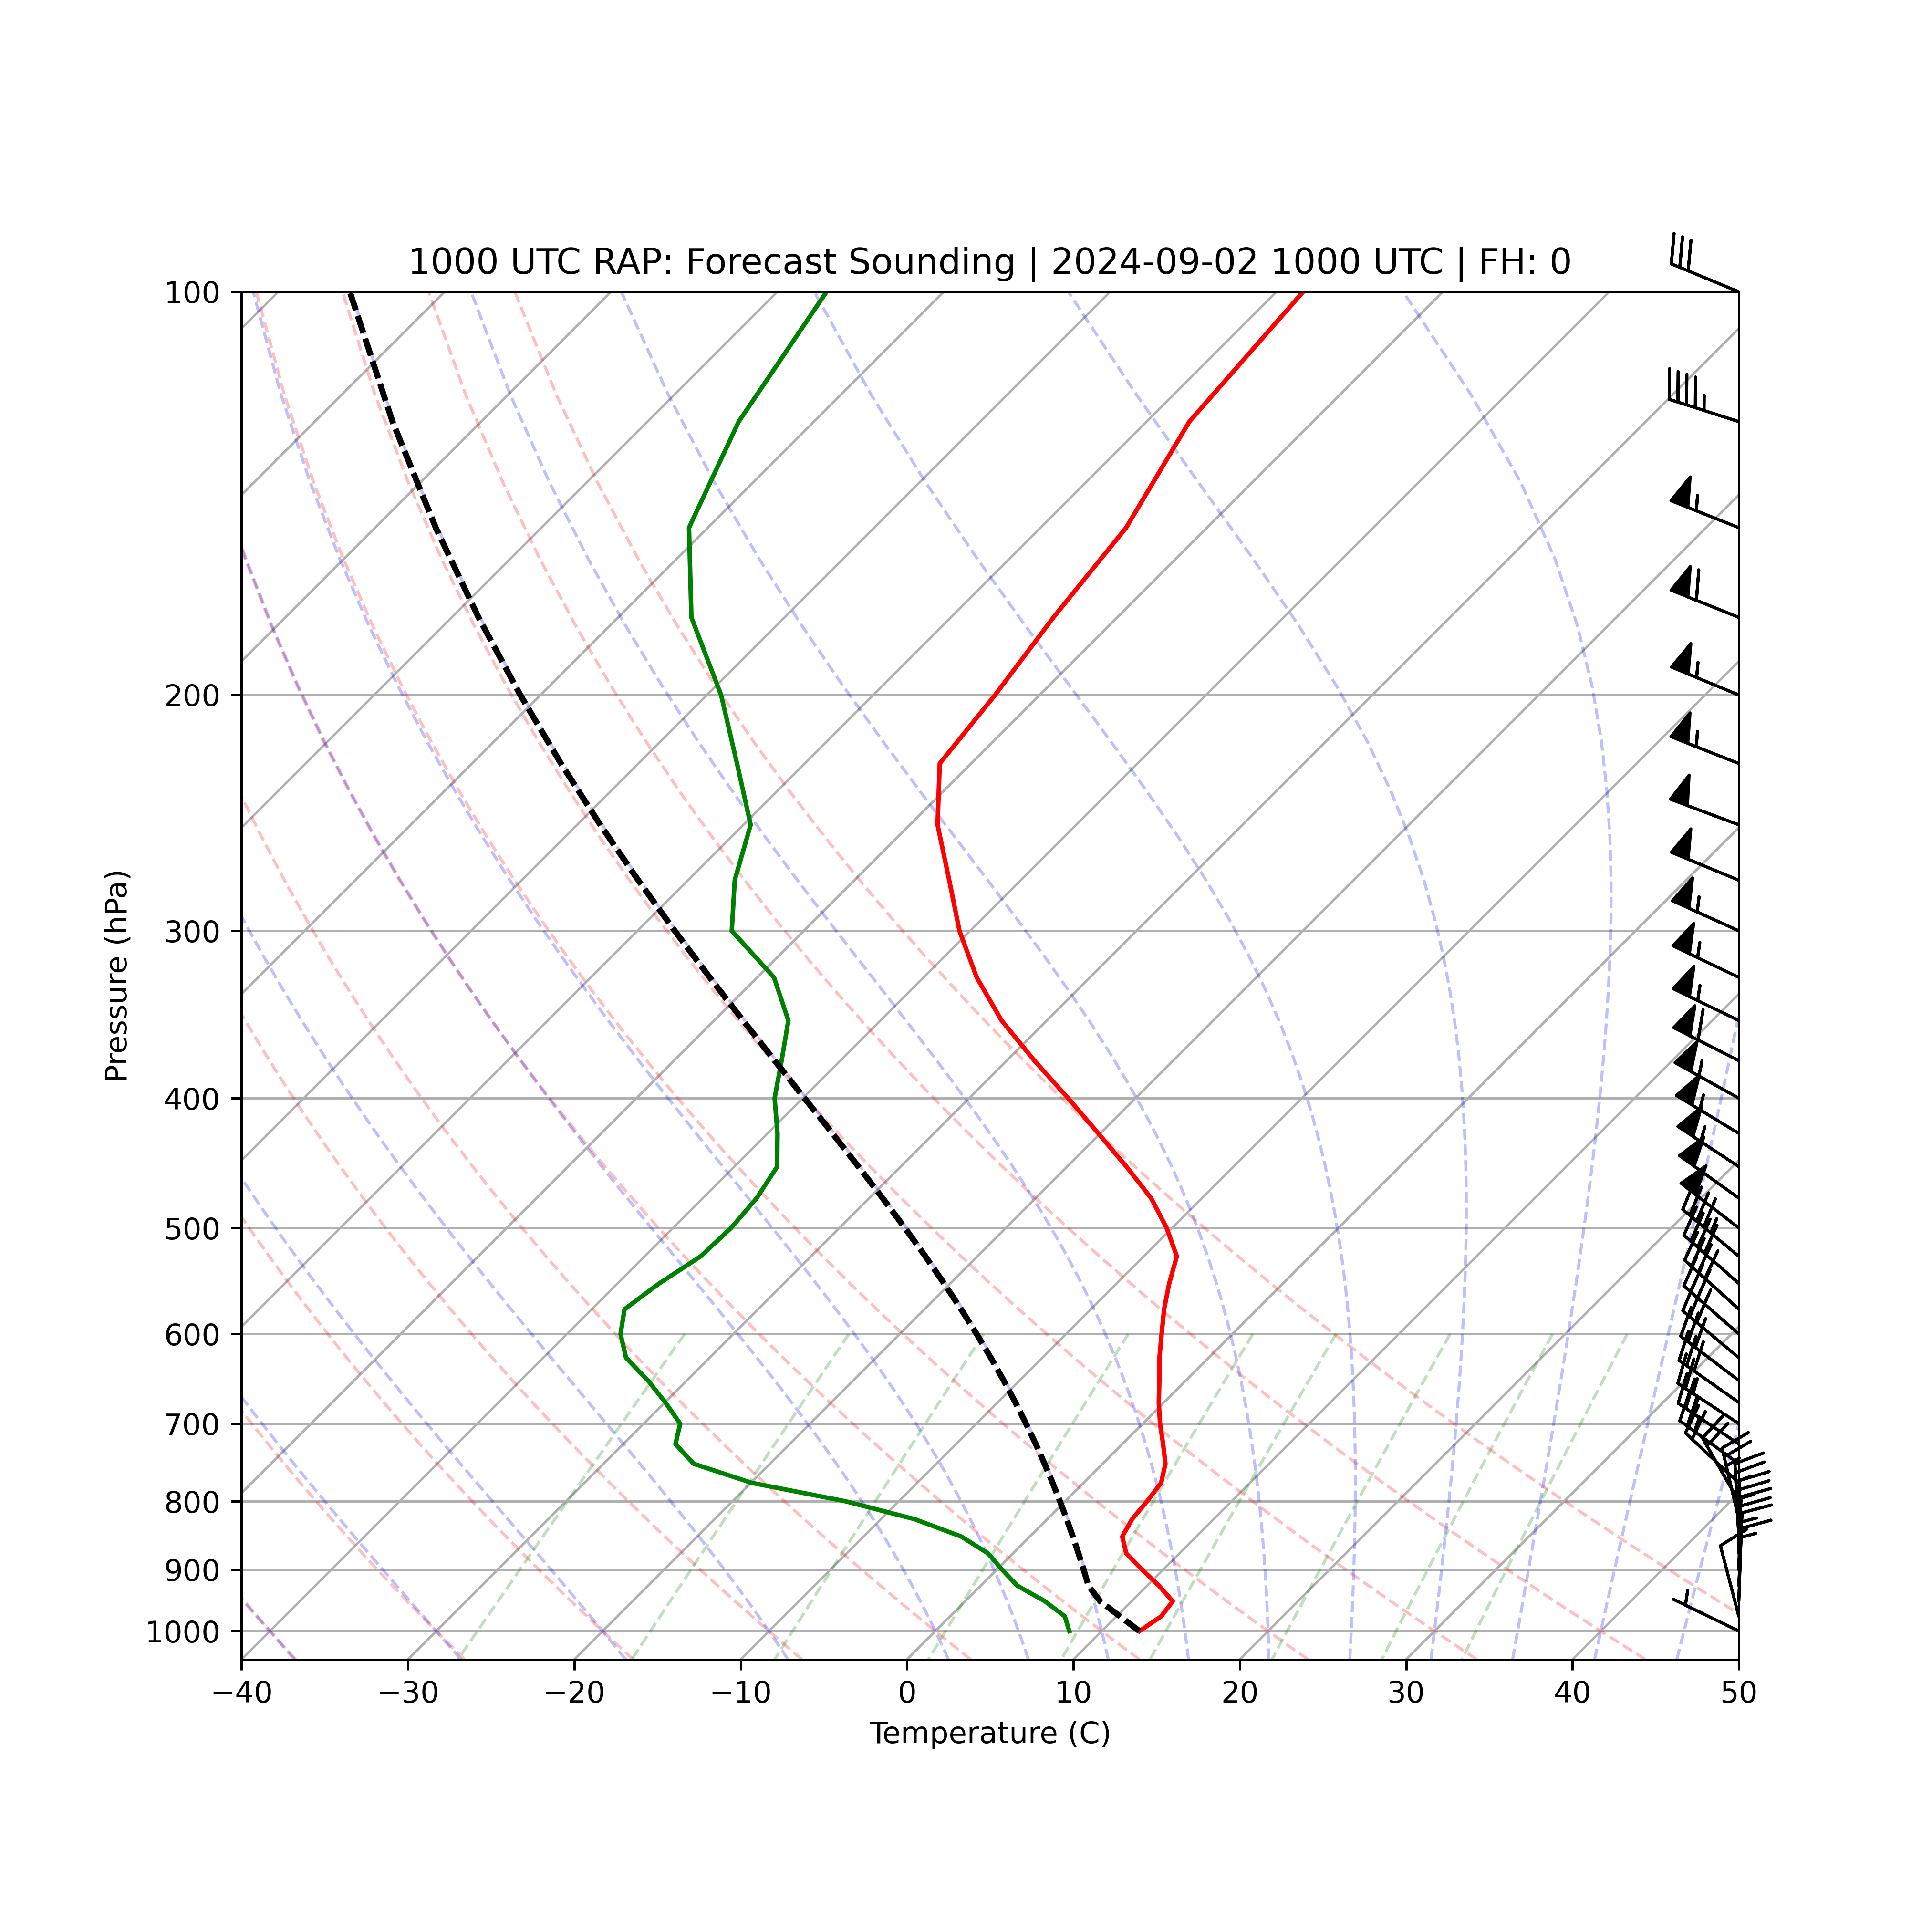 1000 UTC RAP: Forecast Sounding | 2024-09-02 1000 UTC | FH: 0
100
200
300
400
500
600
700
800
900
1000
Pressure (hPa)
−40 −30 −20 −10 0 10 20 30 40 50
Temperature (C)